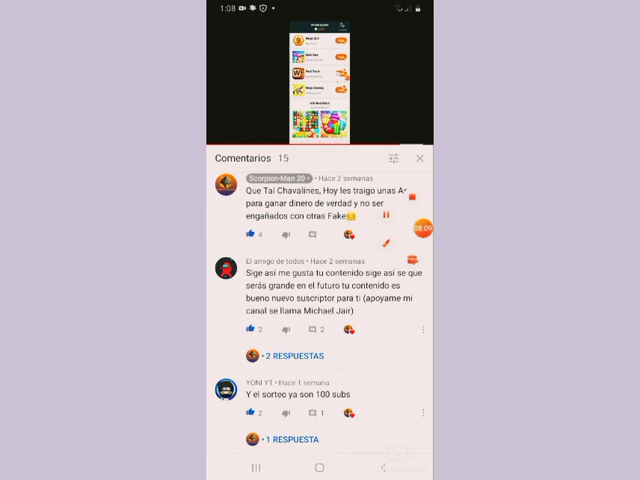 1:08
Comentarios 15
Scorpion-Man 20 • Hace 2 semanas
Que Tal Chavalines, Hoy les traigo unas
para ganar dinero de verdad y no ser
engañados con otras Fake
4
08:09
El amigo de todos • Hace 2 semanas
Sige así me gusta tu contenido sige así se que
serás grande en el futuro tu contenido es
bueno nuevo suscriptor para ti (apoyame mi
canal se llama Michael Jair)
2 2
• 2 RESPUESTAS
YONI Y1 • Hace 1 semana
Y el sorteo ya son 100 subs
2 1
• 1 RESPUESTA